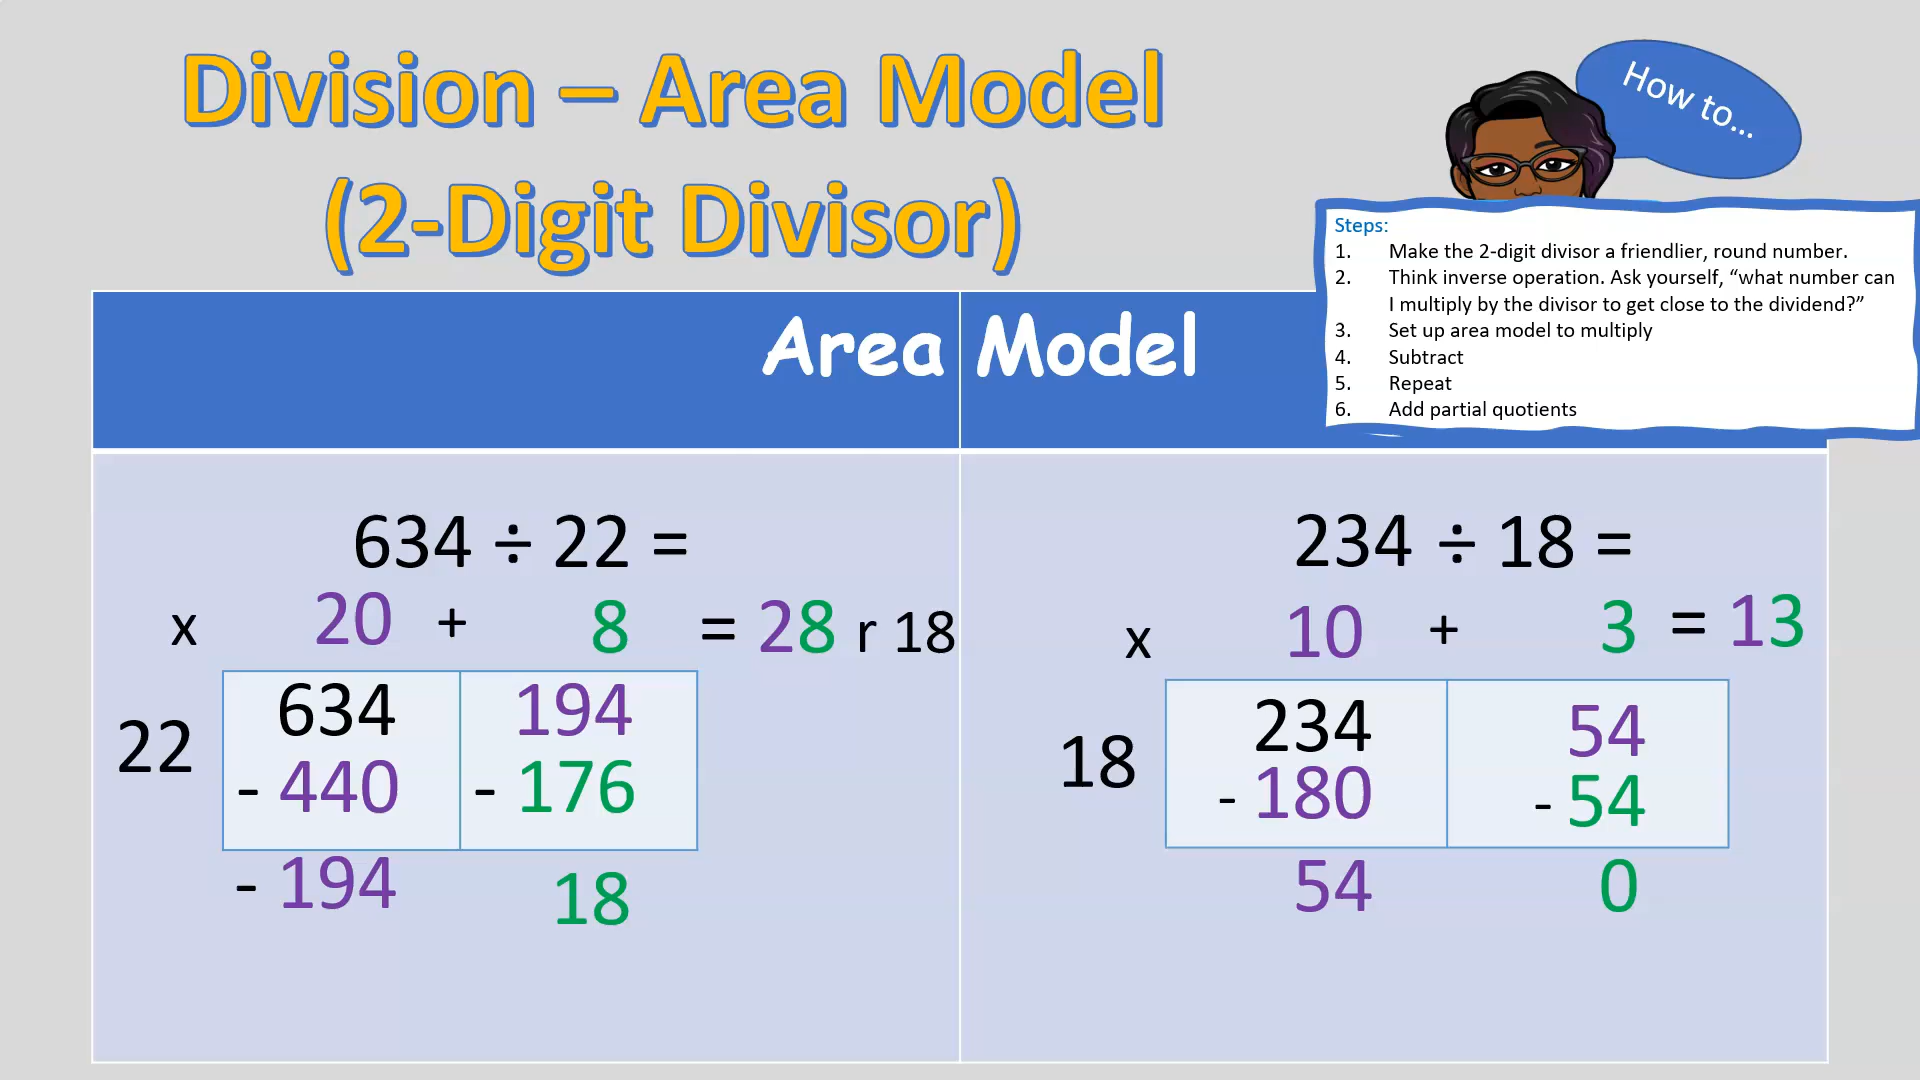 Division – Area Model
(2-Digit Divisor)
How to...
Steps:
1. Make the 2-digit divisor a friendlier, round number.
2. Think inverse operation. Ask yourself, “what number can
I multiply by the divisor to get close to the dividend?”
3. Set up area model to multiply
4. Subtract
5. Repeat
6. Add partial quotients
Area Model
634 ÷ 22 =
x 20 + 8 = 28 r 18
22
634 194
- 440 - 176
- 194 18
234 ÷ 18 =
x 10 + 3 = 13
18
234 54
- 180 - 54
54 0